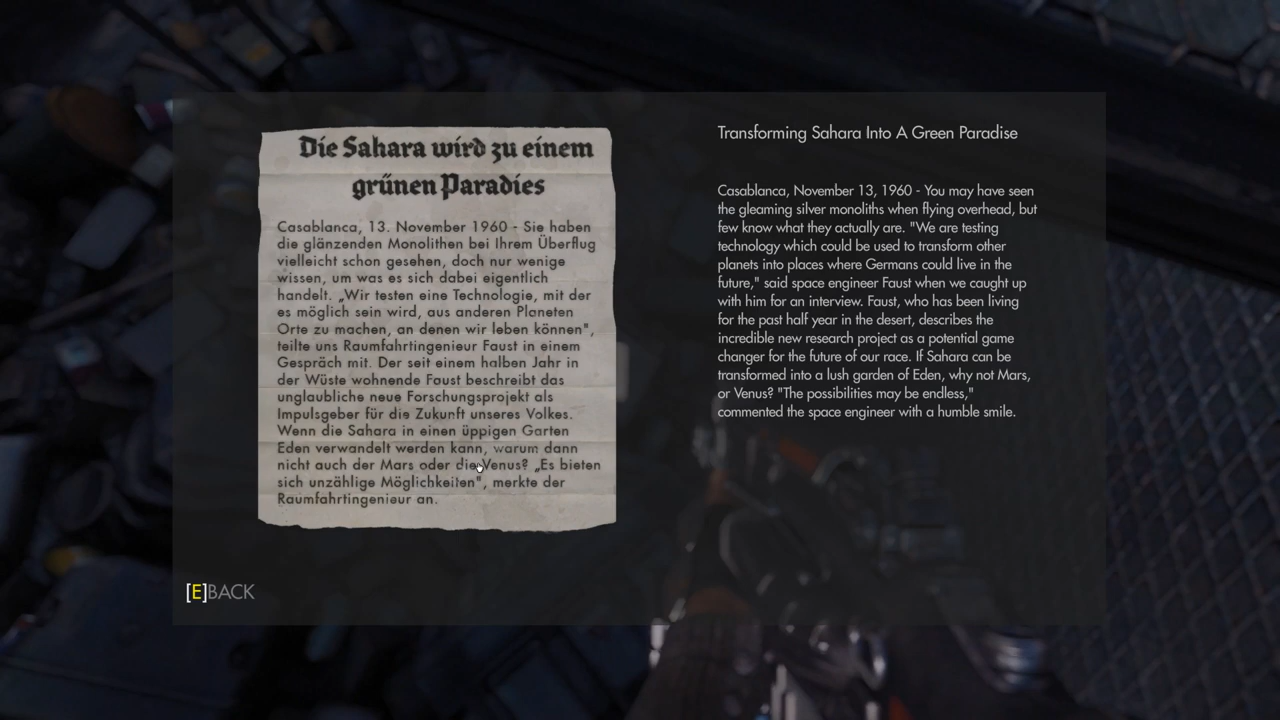 Die Sahara wird zu einem
grünen Paradies
Casablanca, 13. November 1960 - Sie haben
die glänzenden Monolithen bei Ihrem Überflug
vielleicht schon gesehen, doch nur wenige
wissen, um was es sich dabei eigentlich
handelt. „Wir testen eine Technologie, mit der
es möglich sein wird, aus anderen Planeten
Orte zu machen, an denen wir leben können",
teilte uns Raumfahrtingenieur Faust in einem
Gespräch mit. Der seit einem halben Jahr in
der Wüste wohnende Faust beschreibt das
unglaubliche neue Forschungsprojekt als
Impulsgeber für die Zukunft unseres Volkes.
Wenn die Sahara in einen üppigen Garten
Eden verwandelt werden kann, warum dann
nicht auch der Mars oder die Venus? „Es bieten
sich unzählige Möglichkeiten", merkte der
Raumfahrtingenieur an.
Transforming Sahara Into A Green Paradise
Casablanca, November 13, 1960 - You may have seen
the gleaming silver monoliths when flying overhead, but
few know what they actually are. "We are testing
technology which could be used to transform other
planets into places where Germans could live in the
future," said space engineer Faust when we caught up
with him for an interview. Faust, who has been living
for the past half year in the desert, describes the
incredible new research project as a potential game
changer for the future of our race. If Sahara can be
transformed into a lush garden of Eden, why not Mars,
or Venus? "The possibilities may be endless,"
commented the space engineer with a humble smile.
[E]BACK